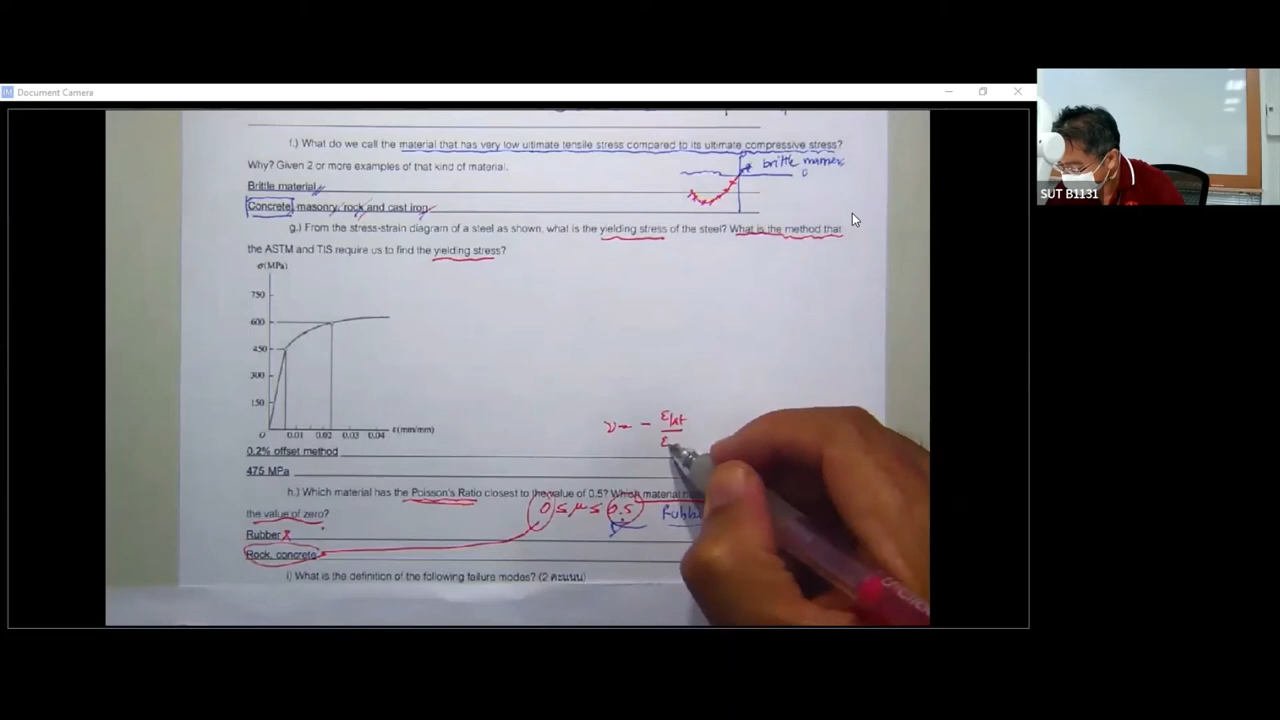 Document Camera
f.) What do we call the material that has very low ultimate tensile stress compared to its ultimate compressive stress?
Why? Given 2 or more examples of that kind of material.
brittle
Brittle material
Concrete, masonry, rock and cast iron
SUT B1131
g.) From the stress-strain diagram of a steel as shown, what is the yielding stress of the steel? What is the method that
the ASTM and TIS require us to find the yielding stress?
σ(MPa)
750
600
450
300
150
0 0.01 0.02 0.03 0.04 ε(mm/mm)
ν = - εlat
ε
0.2% offset method
475 MPa
h.) Which material has the Poisson's Ratio closest to the value of 0.5? Which material
the value of zero?
0 ≤ μ ≤ 0.5
Rubber X
Rock, concrete
i) What is the definition of the following failure modes? (2 คะแนน)